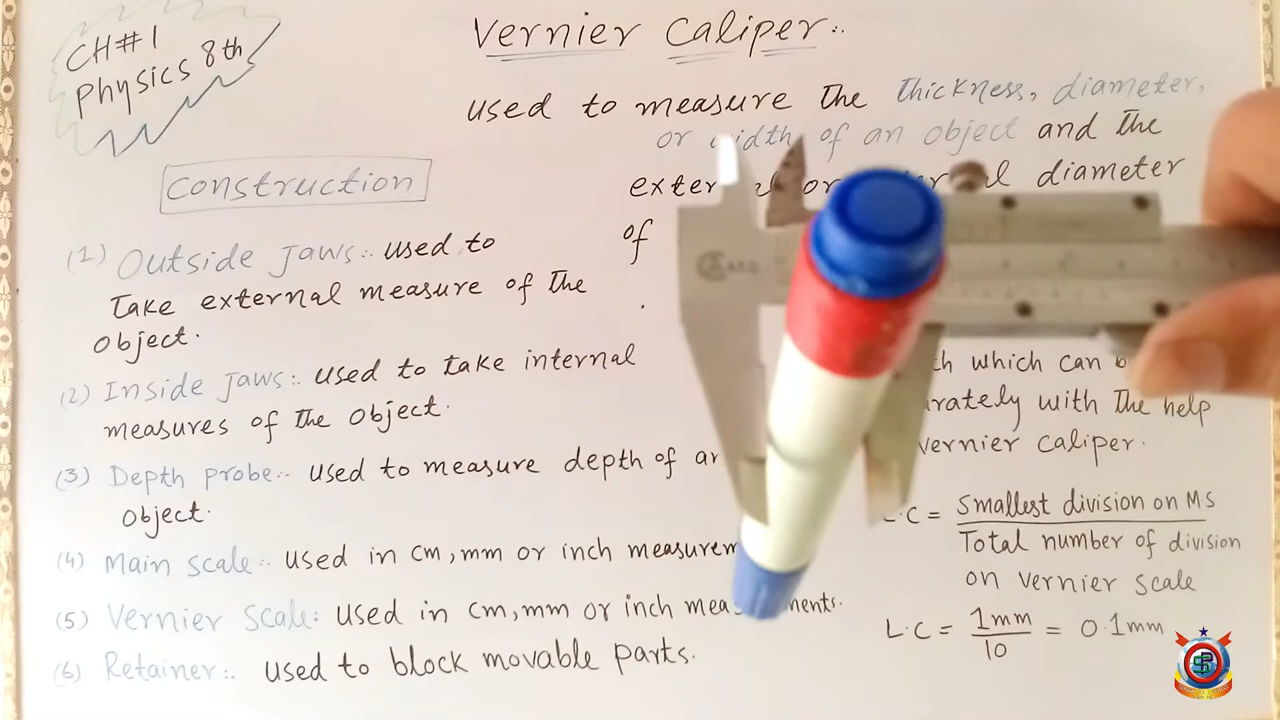 CH#1
Physics 8th
Vernier Caliper:.
used to measure the thickness, diameter,
or width of an object and the
or diameter
of
Construction
(1) Outside jaws:. used to
Take external measure of the
object.
(2) Inside jaws:. used to take internal
measures of the object.
(3) Depth probe:. used to measure depth of an
object.
(4) Main scale:. used in cm, mm or inch
(5) Vernier scale: used in cm, mm or inch
(6) Retainer:. used to block movable parts.
which can
with the help
vernier caliper.
L.C = Smallest division on M.S
Total number of division
on vernier scale
L.C = 1mm = 0.1mm
10